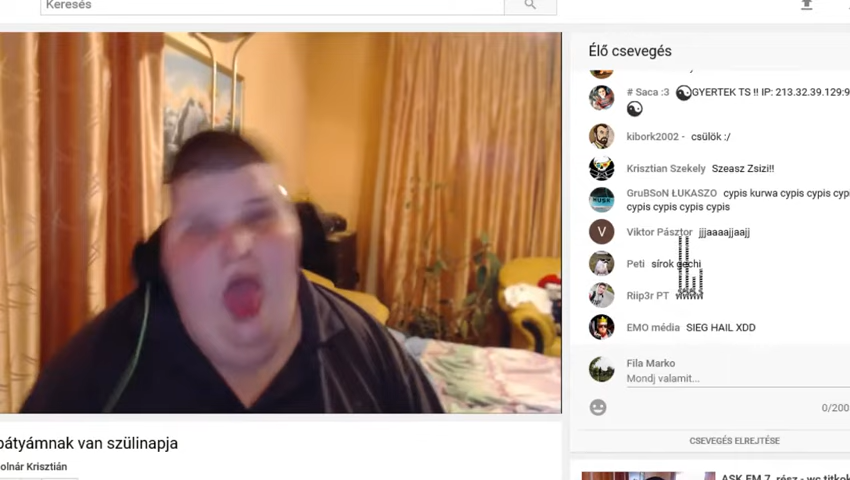 Keresés
Élő csevegés
# Saca :3 ☯GYERTEK TS !! IP: 213.32.39.129:9
☯
kibork2002 - csülök :/
Krisztian Szekely Szeasz Zsizi!!
GruBSoN ŁUKASZO cypis kurwa cypis cypis cyp
cypis cypis cypis cypis
V Viktor Pásztor jjjaaaajjaajj
Peti sírok gechi
Riip3r PT
EMO média SIEG HAIL XDD
Fila Marko
Mondj valamit...
0/200
CSEVEGÉS ELREJTÉSE
bátyámnak van szülinapja
olnár Krisztián
ASK FM 7. rész - wc titkok